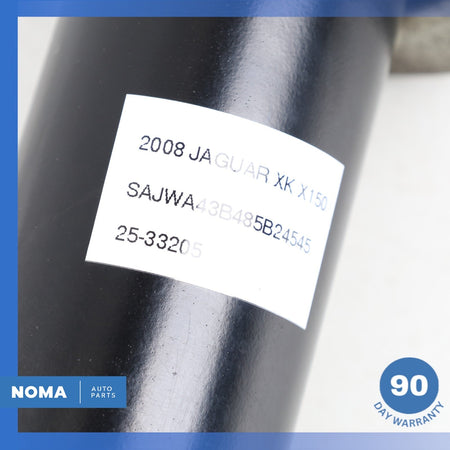 2008 JAGUAR XK X150
SAJWA43B485B24545
25-33205
NOMA
AUTO
PARTS
90
DAY WARRANTY